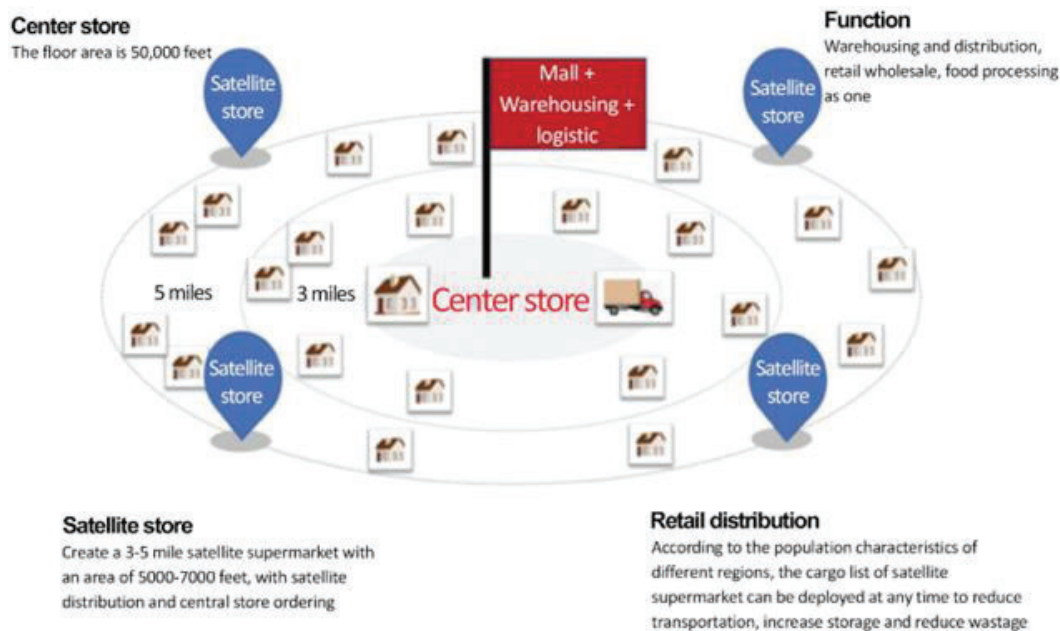 Center store
The floor area is 50,000 feet
Function
Warehousing and distribution,
retail wholesale, food processing
as one
Satellite
store
Mall +
Warehousing +
logistic
Satellite
store
5 miles
3 miles
Center store
Satellite
store
Satellite
store
Satellite store
Create a 3-5 mile satellite supermarket with
an area of 5000-7000 feet, with satellite
distribution and central store ordering
Retail distribution
According to the population characteristics of
different regions, the cargo list of satellite
supermarket can be deployed at any time to reduce
transportation, increase storage and reduce wastage